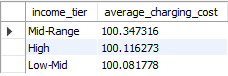 income_tier average_charging_cost
Mid-Range 100.347316
High 100.116273
Low-Mid 100.081778